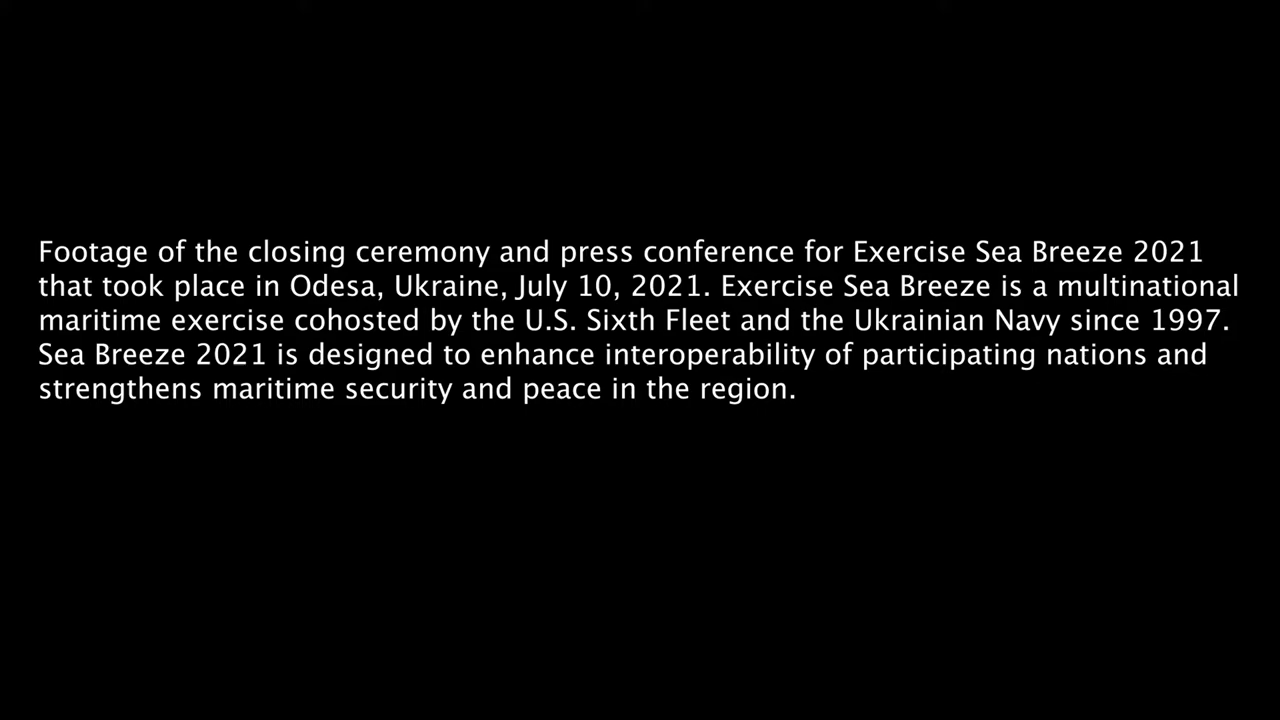 Footage of the closing ceremony and press conference for Exercise Sea Breeze 2021
that took place in Odesa, Ukraine, July 10, 2021. Exercise Sea Breeze is a multinational
maritime exercise cohosted by the U.S. Sixth Fleet and the Ukrainian Navy since 1997.
Sea Breeze 2021 is designed to enhance interoperability of participating nations and
strengthens maritime security and peace in the region.